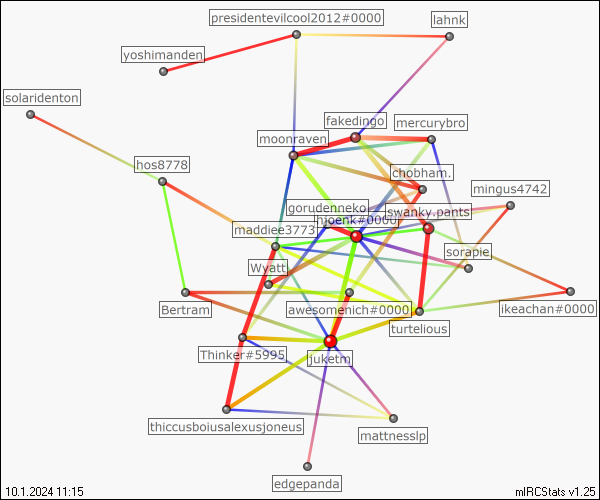 presidentevilcool2012#0000
lahnk
yoshimanden
solaridenton
fakedingo
mercurybro
moonraven
hos8778
chobham.
mingus4742
gorudenneko
hjoenk#0000
swanky.pants
maddiee3773
sorapie
Wyatt
Bertram
awesomenich#0000
ikeachan#0000
turtelious
Thinker#5995
juketm
thiccusboiusalexusjoneus
mattnesslp
edgepanda
10.1.2024 11:15
mIRCStats v1.25